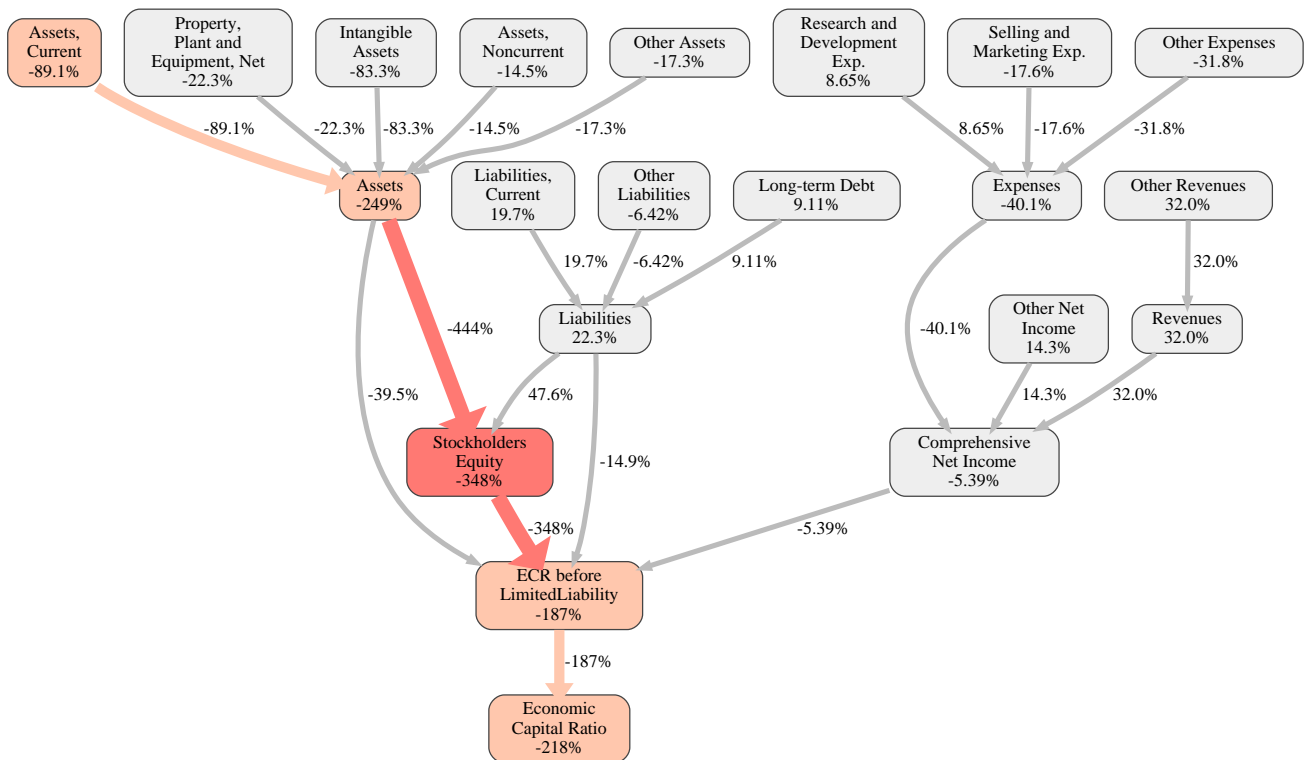 Assets,
Current
-89.1%
Property,
Plant and
Equipment, Net
-22.3%
Intangible
Assets
-83.3%
Assets,
Noncurrent
-14.5%
Other Assets
-17.3%
Research and
Development
Exp.
8.65%
Selling and
Marketing Exp.
-17.6%
Other Expenses
-31.8%
-89.1%
-22.3%
-83.3%
-14.5%
-17.3%
8.65%
-17.6%
-31.8%
Assets
-249%
Liabilities,
Current
19.7%
Other
Liabilities
-6.42%
Long-term Debt
9.11%
Expenses
-40.1%
Other Revenues
32.0%
19.7%
-6.42%
9.11%
32.0%
-444%
Liabilities
22.3%
-40.1%
Other Net
Income
14.3%
Revenues
32.0%
-39.5%
47.6%
14.3%
32.0%
Stockholders
Equity
-348%
-14.9%
Comprehensive
Net Income
-5.39%
-348%
-5.39%
ECR before
LimitedLiability
-187%
-187%
Economic
Capital Ratio
-218%